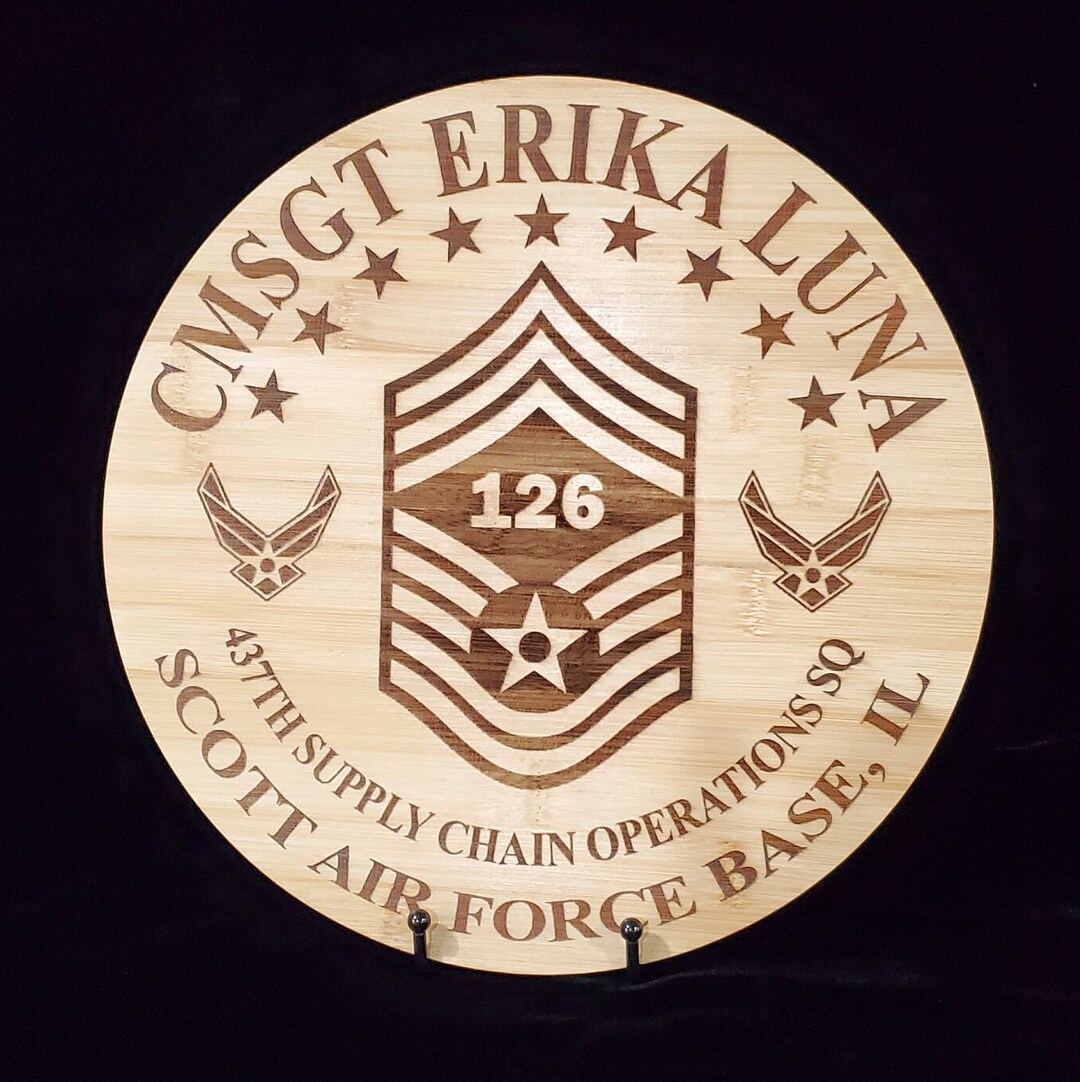 CMSGT ERIKA LUNA
126
437TH SUPPLY CHAIN OPERATIONS SQ
SCOTT AIR FORCE BASE, IL